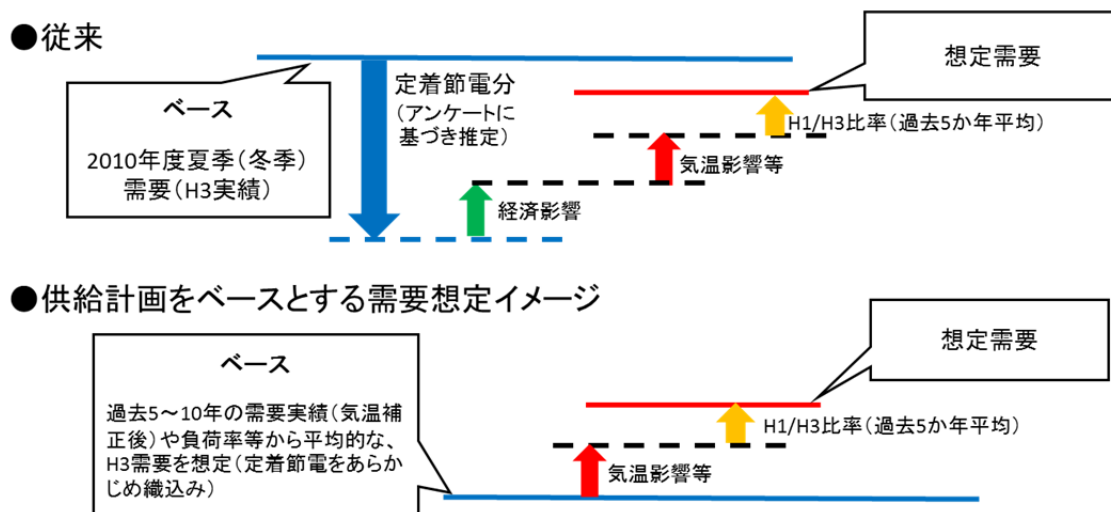 ●従来
ベース
2010年度夏季(冬季)
需要(H3実績)
定着節電分
(アンケートに
基づき推定)
経済影響
気温影響等
H1/H3比率(過去5か年平均)
想定需要
●供給計画をベースとする需要想定イメージ
ベース
過去5～10年の需要実績(気温補
正後)や負荷率等から平均的な、
H3需要を想定(定着節電をあらか
じめ織込み)
気温影響等
H1/H3比率(過去5か年平均)
想定需要